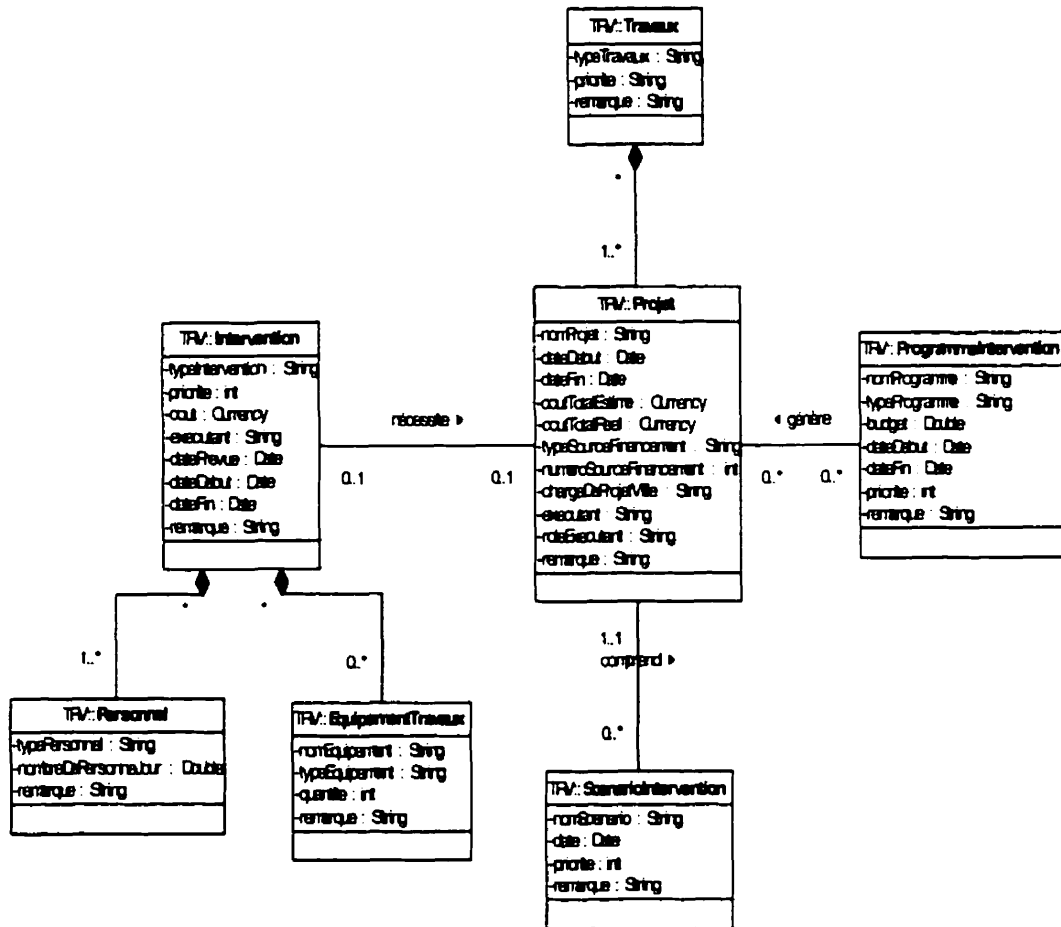 TRV::Travaux
-typeTravaux : String
-priorite : String
-remarque : String
*
1..*
TRV::Projet
-nomProjet : String
-dateDebut : Date
-dateFin : Date
-coutTotalEstime : Currency
-coutTotalReel : Currency
-typeSourceFinancement : String
-numeroSourceFinancement : int
-chargeDeProjetVille : String
-executant : String
-roleExecutant : String
-remarque : String
TRV::Intervention
-typeIntervention : String
-priorite : int
-cout : Currency
-executant : String
-datePrevue : Date
-dateDebut : Date
-dateFin : Date
-remarque : String
nécessite ▸
0..1
0..1
TRV::ProgrammeIntervention
-nomProgramme : String
-typeProgramme : String
-budget : Double
-dateDebut : Date
-dateFin : Date
-priorite : int
-remarque : String
◂ génère
0..*
0..*
*
*
1..*
0..*
1..1
comprend ▸
0..*
TRV::Personnel
-typePersonnel : String
-nombreDePersonneJour : Double
-remarque : String
TRV::EquipementTravaux
-nomEquipement : String
-typeEquipement : String
-quantite : int
-remarque : String
TRV::ScenarioIntervention
-nomScenario : String
-date : Date
-priorite : int
-remarque : String